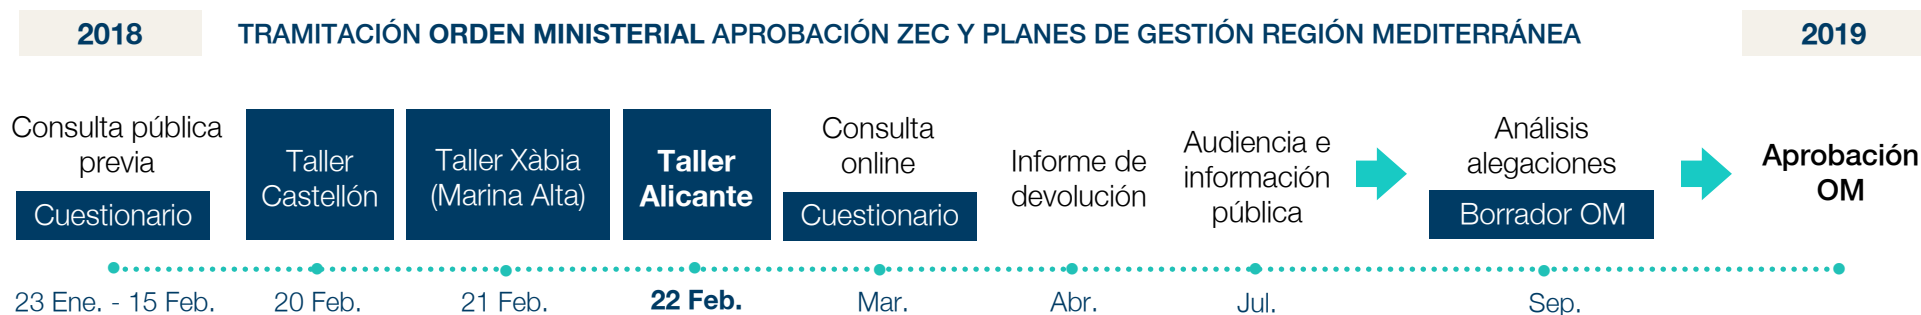 2018
TRAMITACIÓN ORDEN MINISTERIAL APROBACIÓN ZEC Y PLANES DE GESTIÓN REGIÓN MEDITERRÁNEA
2019
Consulta pública
previa
Cuestionario
Taller
Castellón
Taller Xàbia
(Marina Alta)
Taller
Alicante
Consulta
online
Cuestionario
Informe de
devolución
Audiencia e
información
pública
Análisis
alegaciones
Borrador OM
Aprobación
OM
23 Ene. - 15 Feb.
20 Feb.
21 Feb.
22 Feb.
Mar.
Abr.
Jul.
Sep.